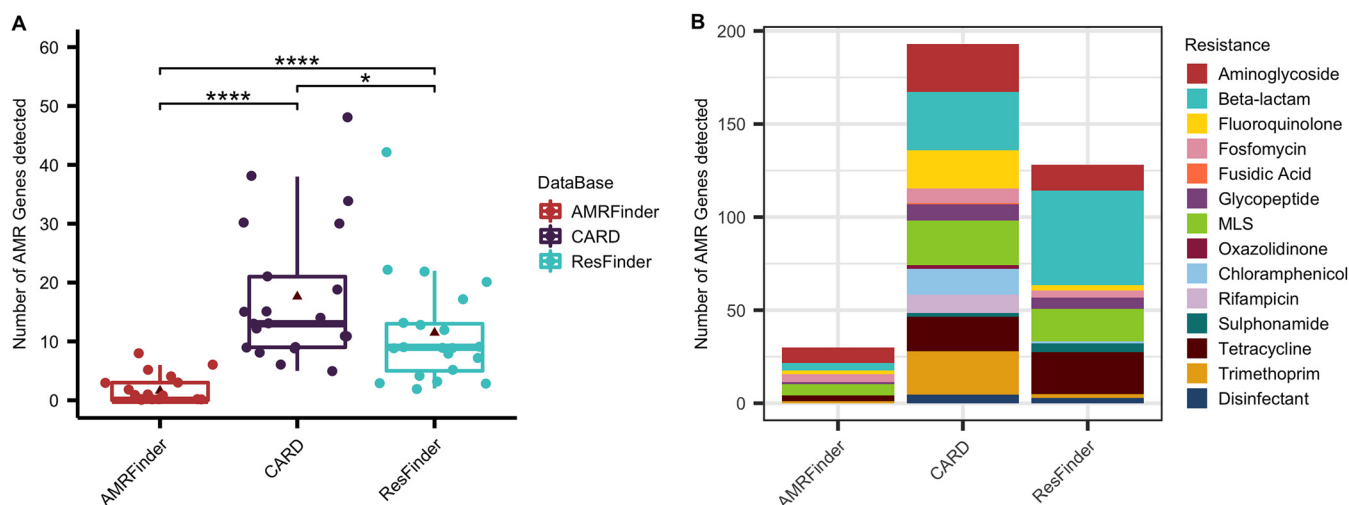 A
Number of AMR Genes detected
60
50
40
30
20
10
0
****
****
*
AMRFinder
CARD
ResFinder
DataBase
AMRFinder
CARD
ResFinder
B
Number of AMR Genes detected
200
150
100
50
0
AMRFinder
CARD
ResFinder
Resistance
Aminoglycoside
Beta-lactam
Fluoroquinolone
Fosfomycin
Fusidic Acid
Glycopeptide
MLS
Oxazolidinone
Chloramphenicol
Rifampicin
Sulphonamide
Tetracycline
Trimethoprim
Disinfectant